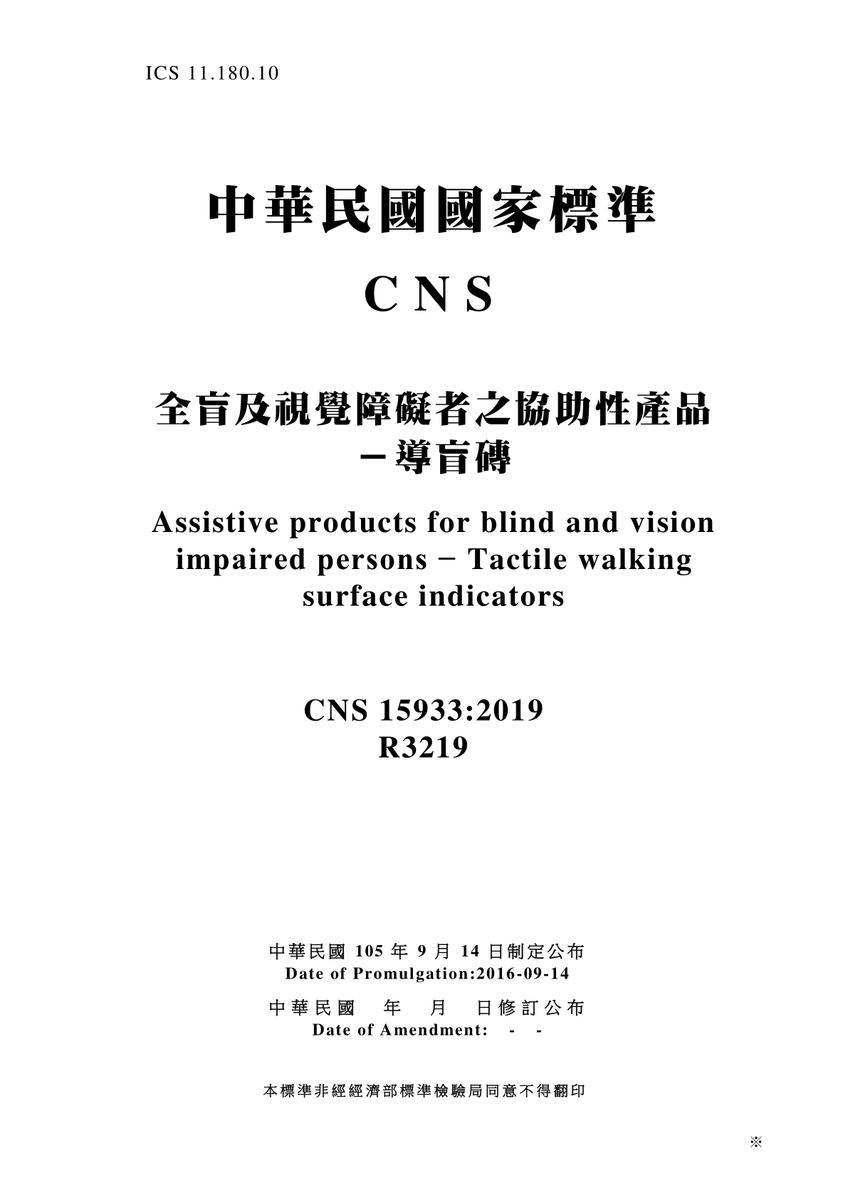 ICS 11.180.10
中華民國國家標準
CNS
全盲及視覺障礙者之協助性產品
－導盲磚
Assistive products for blind and vision
impaired persons − Tactile walking
surface indicators
CNS 15933:2019
R3219
中華民國 105 年 9 月 14 日制定公布
Date of Promulgation:2016-09-14
中華民國 年 月 日修訂公布
Date of Amendment: - -
本標準非經經濟部標準檢驗局同意不得翻印
※